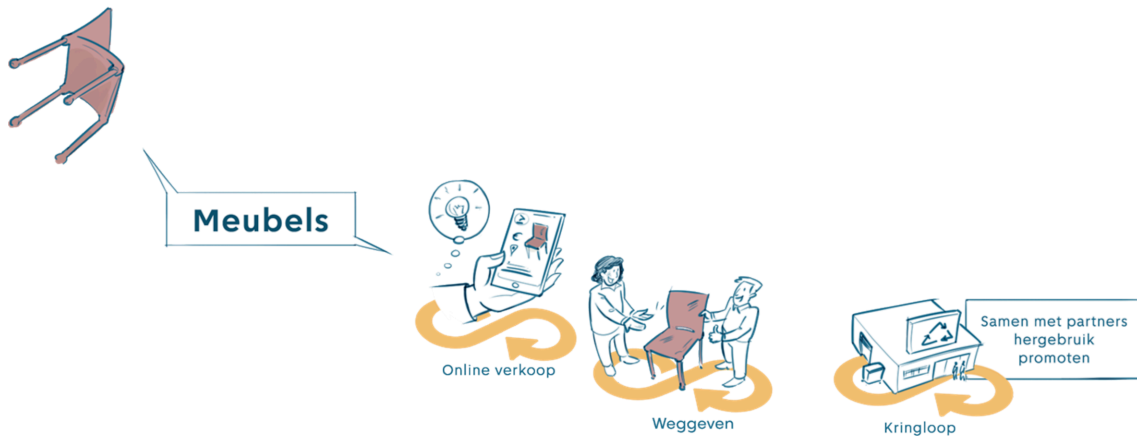 Meubels
Online verkoop
Weggeven
Samen met partners
hergebruik
promoten
Kringloop